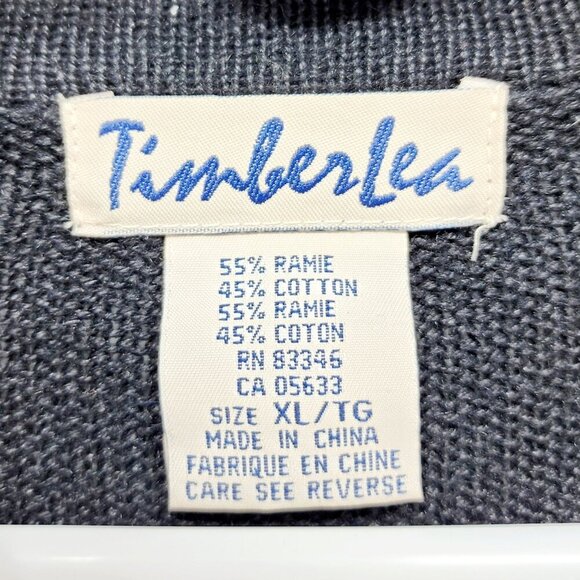 TimberLea
55% RAMIE
45% COTTON
55% RAMIE
45% COTON
RN 83346
CA 05633
SIZE XL/TG
MADE IN CHINA
FABRIQUE EN CHINE
CARE SEE REVERSE